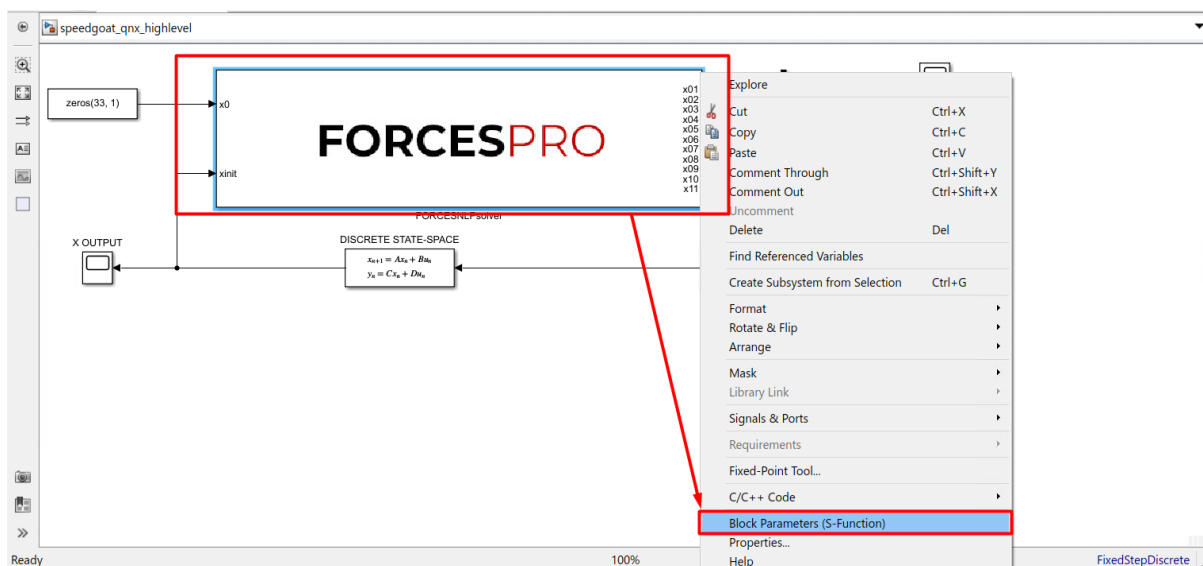 speedgoat_qnx_highlevel
zeros(33, 1)
x0
xinit
FORCESPRO
x01
x02
x03
x04
x05
x06
x07
x08
x09
x10
x11
FORCESNLPsolver
X OUTPUT
DISCRETE STATE-SPACE
xₙ₊₁ = Axₙ + Buₙ
yₙ = Cxₙ + Duₙ
Explore
Cut Ctrl+X
Copy Ctrl+C
Paste Ctrl+V
Comment Through Ctrl+Shift+Y
Comment Out Ctrl+Shift+X
Uncomment
Delete Del
Find Referenced Variables
Create Subsystem from Selection Ctrl+G
Format
Rotate & Flip
Arrange
Mask
Library Link
Signals & Ports
Requirements
Fixed-Point Tool...
C/C++ Code
Block Parameters (S-Function)
Properties...
Help
Ready 100% FixedStepDiscrete